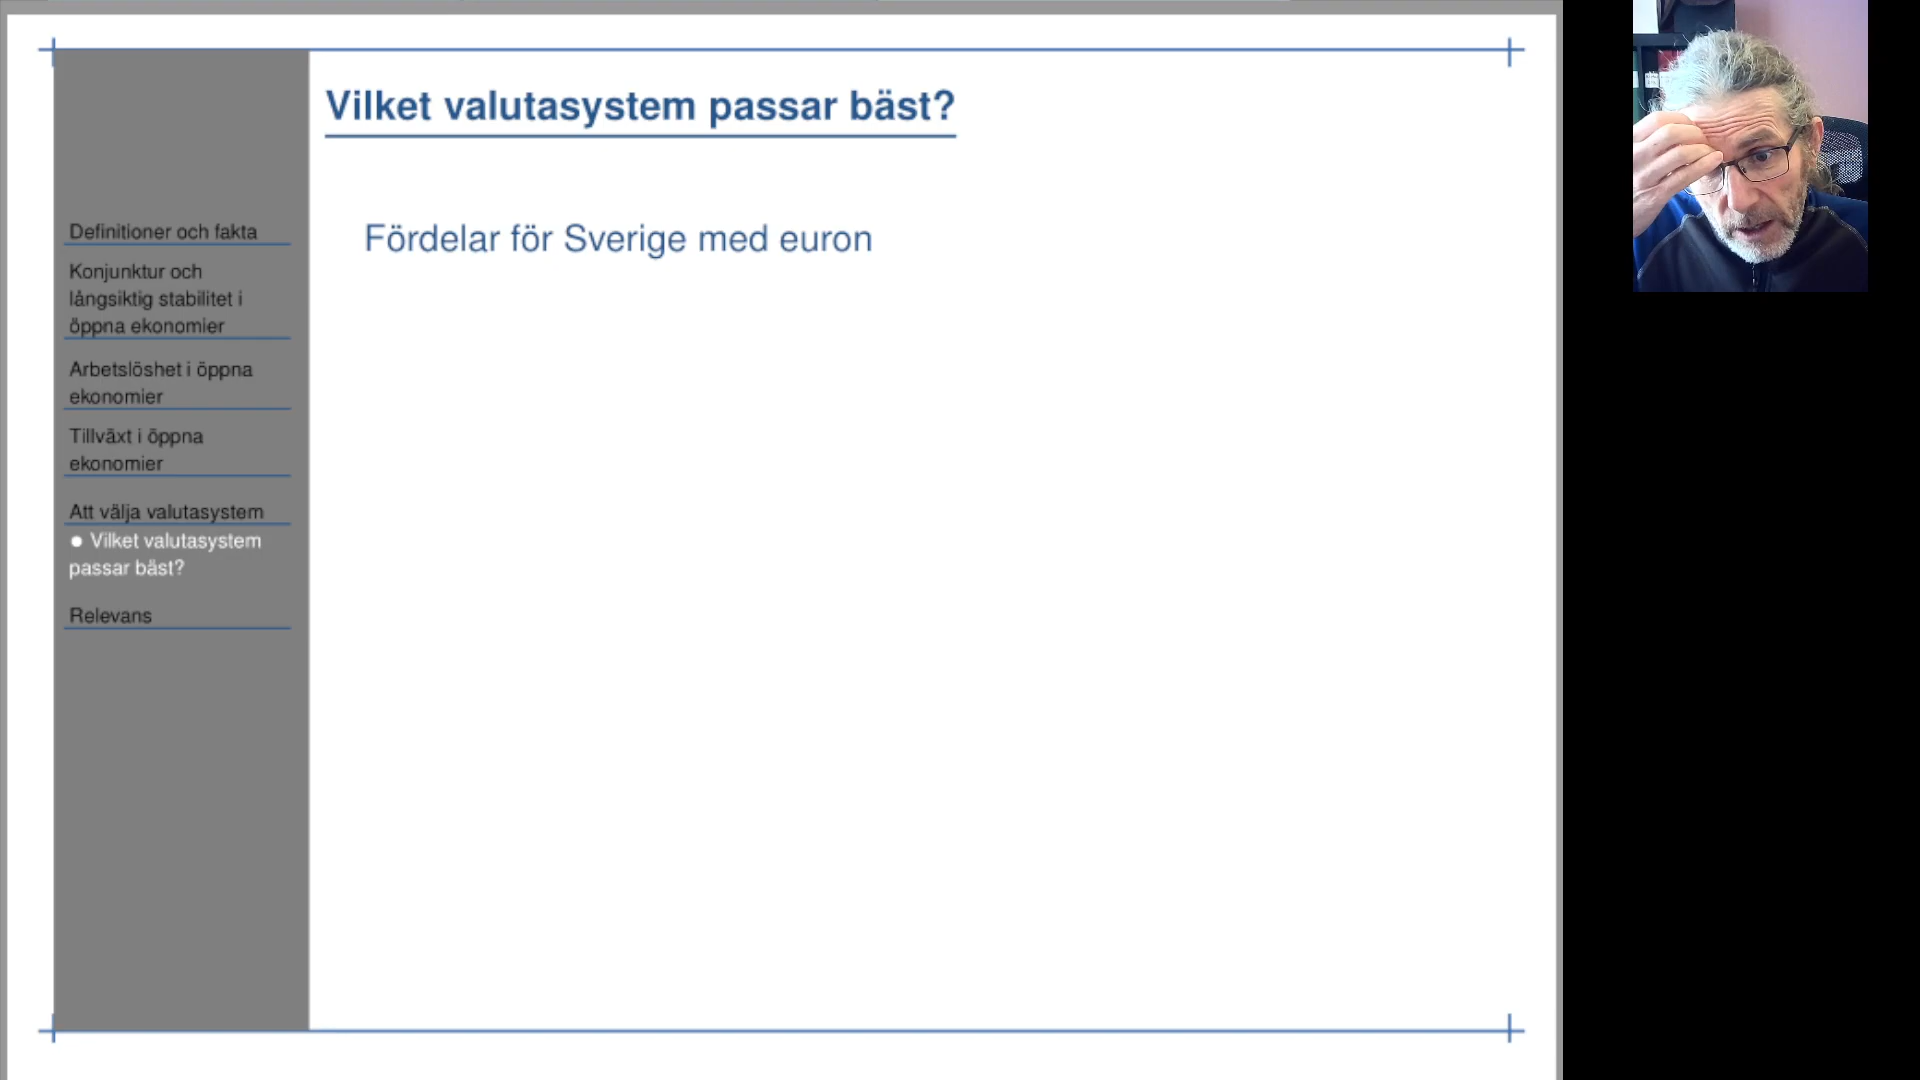 Vilket valutasystem passar bäst?
Fördelar för Sverige med euron
Definitioner och fakta
Konjunktur och
långsiktig stabilitet i
öppna ekonomier
Arbetslöshet i öppna
ekonomier
Tillväxt i öppna
ekonomier
Att välja valutasystem
● Vilket valutasystem
passar bäst?
Relevans